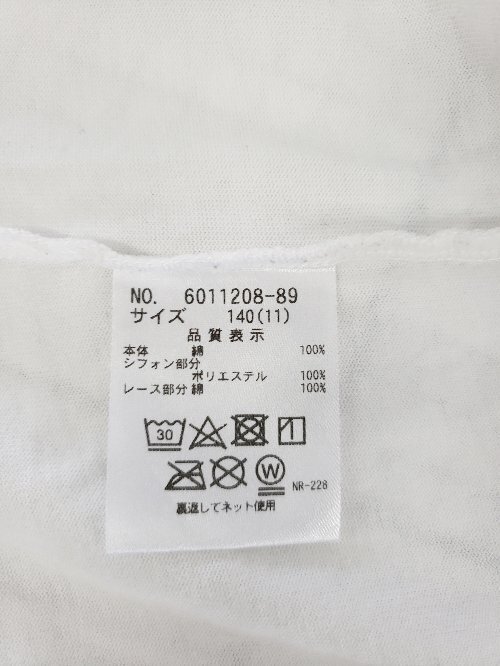 NO. 6011208-89
サイズ 140(11)
品質表示
本体 綿 100%
シフォン部分
ポリエステル 100%
レース部分 綿 100%
30
W
NR-228
裏返してネット使用